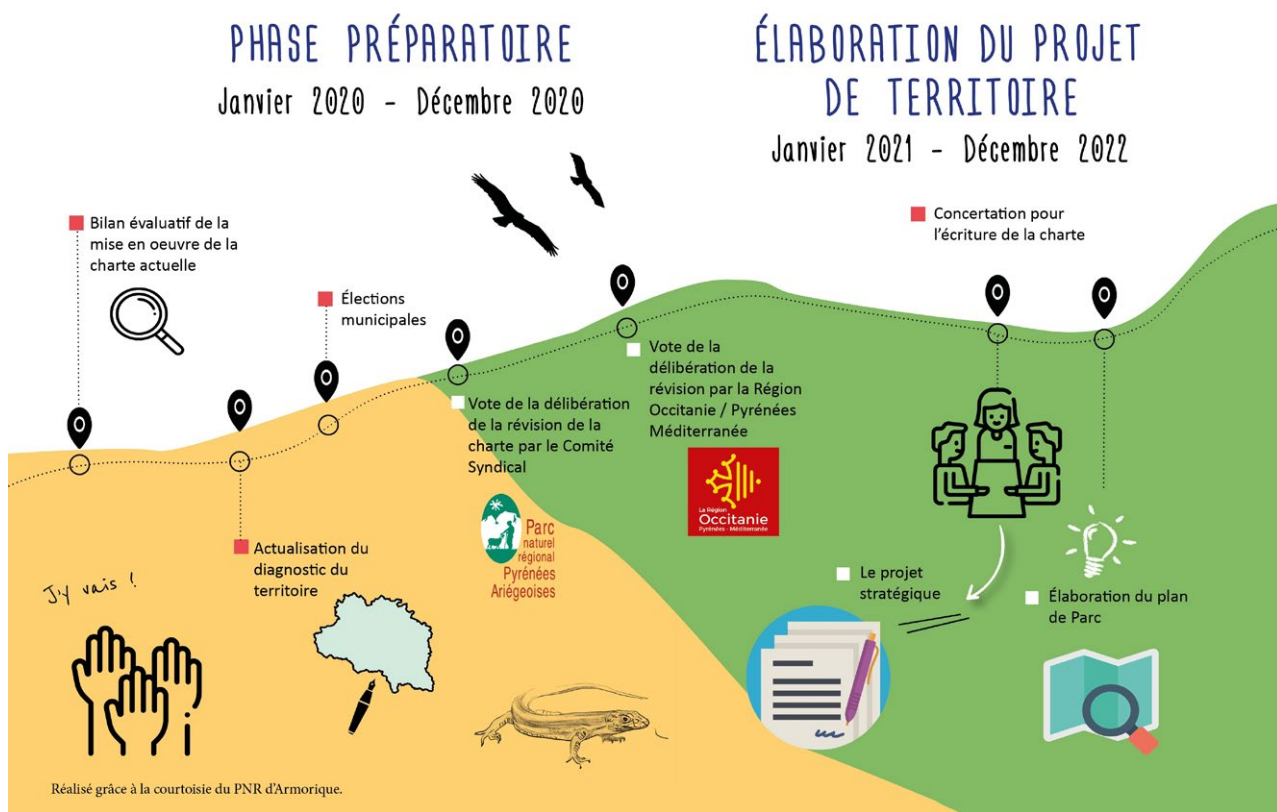 PHASE PRÉPARATOIRE
Janvier 2020 - Décembre 2020
ÉLABORATION DU PROJET
DE TERRITOIRE
Janvier 2021 - Décembre 2022
Bilan évaluatif de la
mise en oeuvre de la
charte actuelle
Élections
municipales
Concertation pour
l'écriture de la charte
Vote de la délibération
de la révision de la
charte par le Comité
Syndical
Vote de la
délibération de la
révision par la Région
Occitanie / Pyrénées
Méditerranée
La Région
Occitanie
Pyrénées - Méditerranée
Parc
naturel
régional
Pyrénées
Ariégeoises
Actualisation du
diagnostic du
territoire
J'y vais !
Le projet
stratégique
Élaboration du plan
de Parc
Réalisé grâce à la courtoisie du PNR d'Armorique.